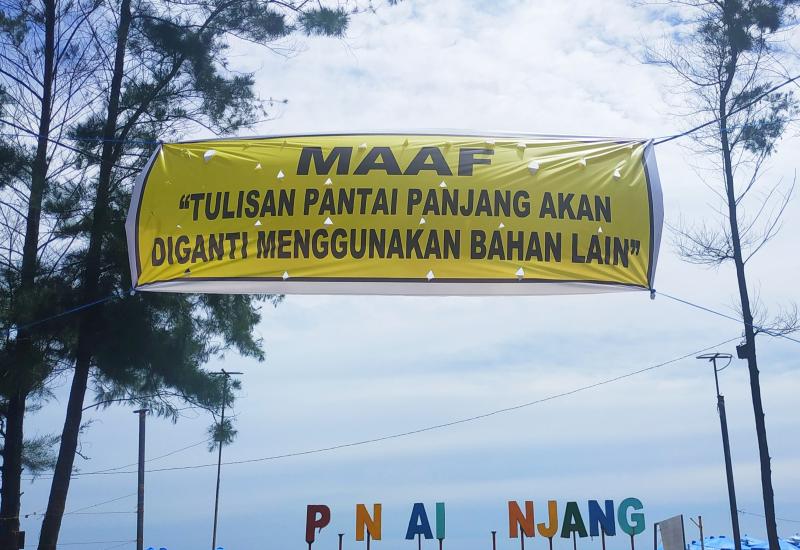 MAAF
“TULISAN PANTAI PANJANG AKAN
DIGANTI MENGGUNAKAN BAHAN LAIN”
P N AI NJANG